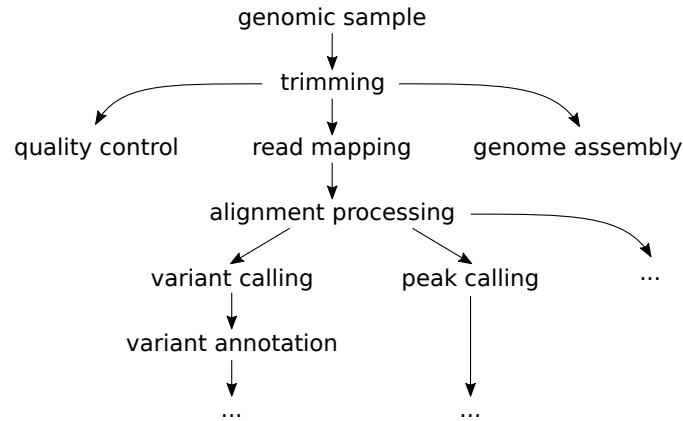 genomic sample
trimming
quality control
read mapping
genome assembly
alignment processing
variant calling
peak calling
...
variant annotation
...
...